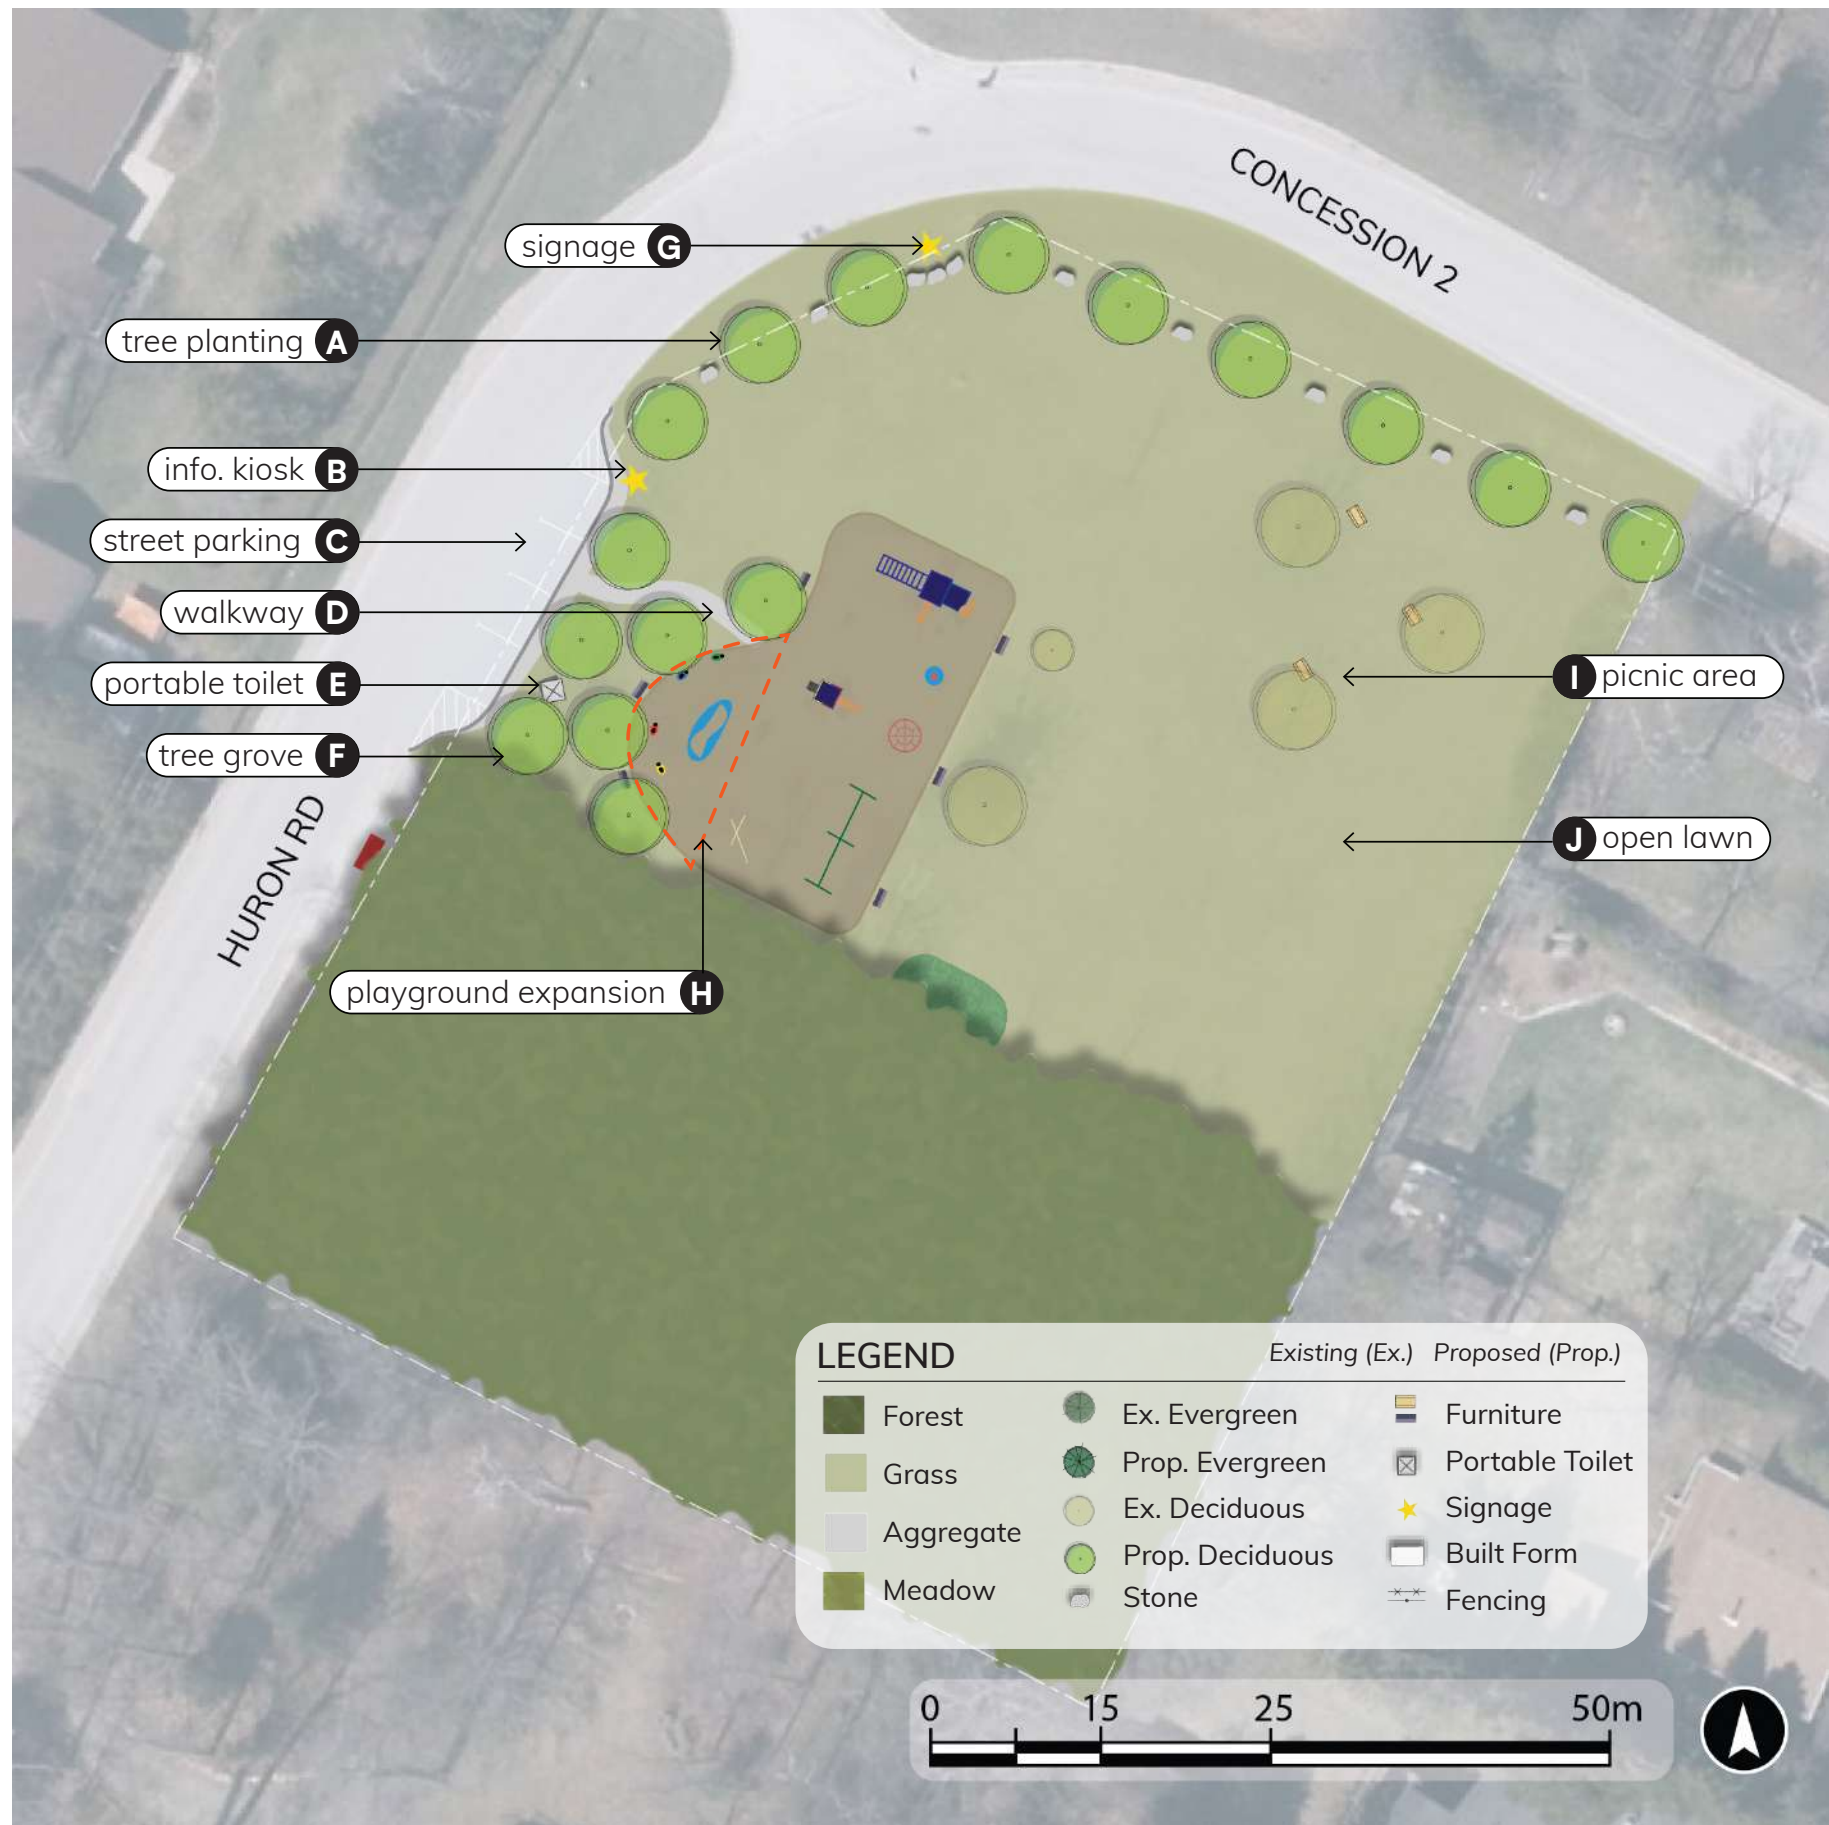 CONCESSION 2
signage G
tree planting A
info. kiosk B
street parking C
walkway D
portable toilet E
I picnic area
tree grove F
J open lawn
HURON RD
playground expansion H
LEGEND Existing (Ex.) Proposed (Prop.)
Forest Ex. Evergreen Furniture
Prop. Evergreen Portable Toilet
Grass Ex. Deciduous Signage
Aggregate Prop. Deciduous Built Form
Meadow Stone Fencing
0 15 25 50m